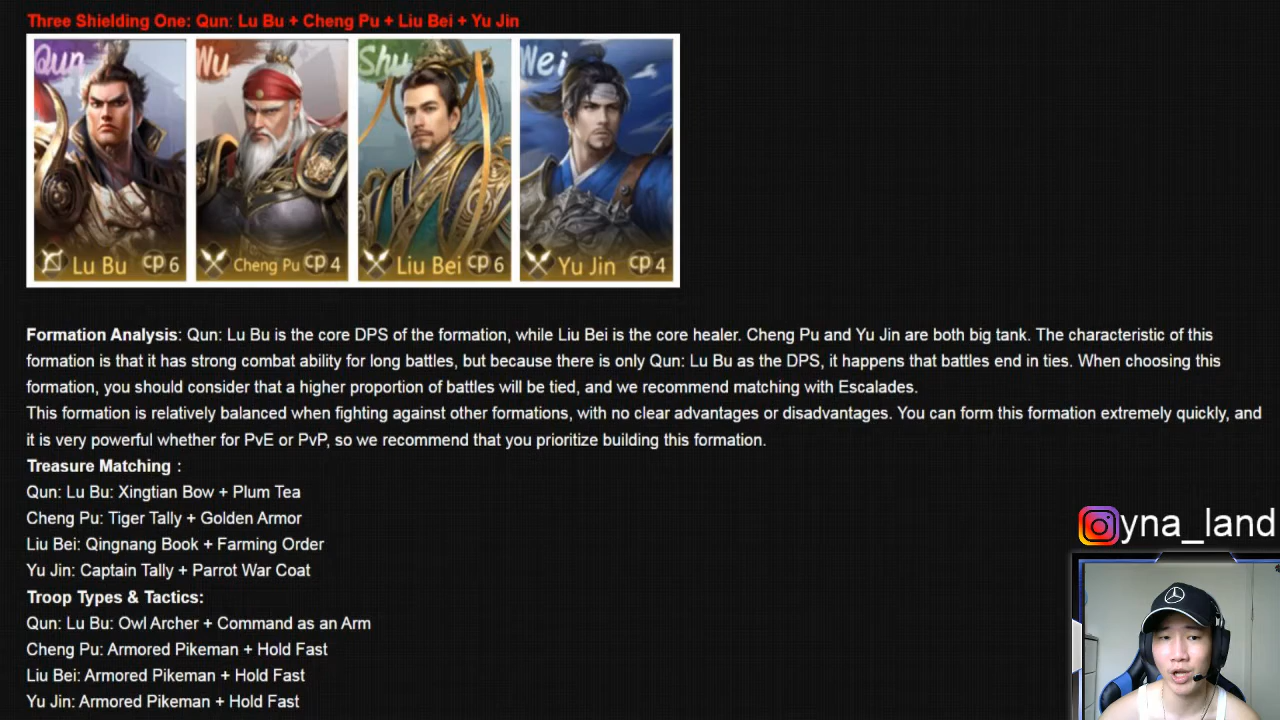 Three Shielding One: Qun: Lu Bu + Cheng Pu + Liu Bei + Yu Jin
Qun Wu Shu Wei
Lu Bu cp 6 Cheng Pu cp 4 Liu Bei cp 6 Yu Jin cp 4
Formation Analysis: Qun: Lu Bu is the core DPS of the formation, while Liu Bei is the core healer. Cheng Pu and Yu Jin are both big tank. The characteristic of this
formation is that it has strong combat ability for long battles, but because there is only Qun: Lu Bu as the DPS, it happens that battles end in ties. When choosing this
formation, you should consider that a higher proportion of battles will be tied, and we recommend matching with Escalades.
This formation is relatively balanced when fighting against other formations, with no clear advantages or disadvantages. You can form this formation extremely quickly, and
it is very powerful whether for PvE or PvP, so we recommend that you prioritize building this formation.
Treasure Matching :
Qun: Lu Bu: Xingtian Bow + Plum Tea
Cheng Pu: Tiger Tally + Golden Armor
Liu Bei: Qingnang Book + Farming Order
Yu Jin: Captain Tally + Parrot War Coat
Troop Types & Tactics:
Qun: Lu Bu: Owl Archer + Command as an Arm
Cheng Pu: Armored Pikeman + Hold Fast
Liu Bei: Armored Pikeman + Hold Fast
Yu Jin: Armored Pikeman + Hold Fast
yna_land